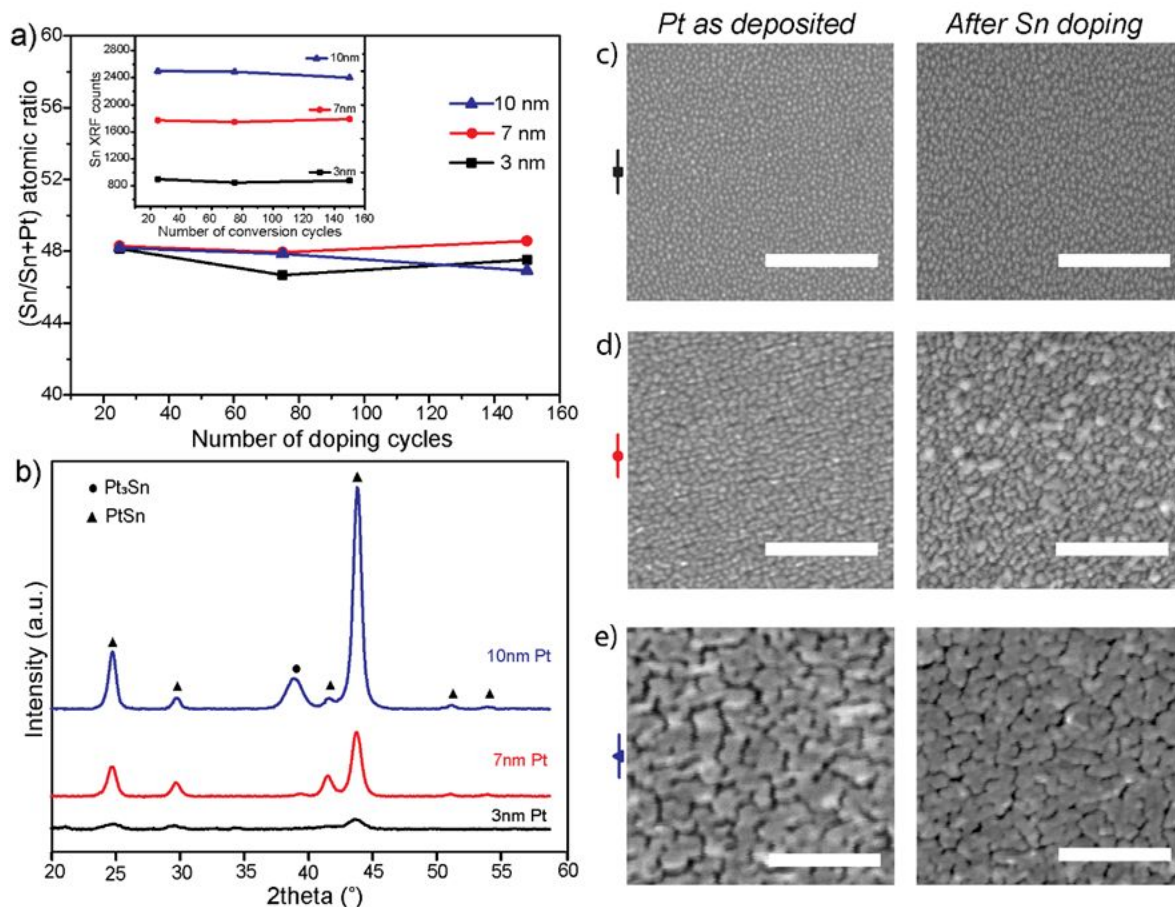 Pt as deposited
After Sn doping
a)
(Sn/Sn+Pt) atomic ratio
60
56
52
48
44
40
20 40 60 80 100 120 140 160
Number of doping cycles
Sn XRF counts
2800
2400
2000
1600
1200
800
20 40 60 80 100 120 140 160
Number of conversion cycles
10nm
7nm
3nm
10 nm
7 nm
3 nm
b)
Pt₃Sn
PtSn
Intensity (a.u.)
10nm Pt
7nm Pt
3nm Pt
20 25 30 35 40 45 50 55 60
2theta (°)
c)
d)
e)